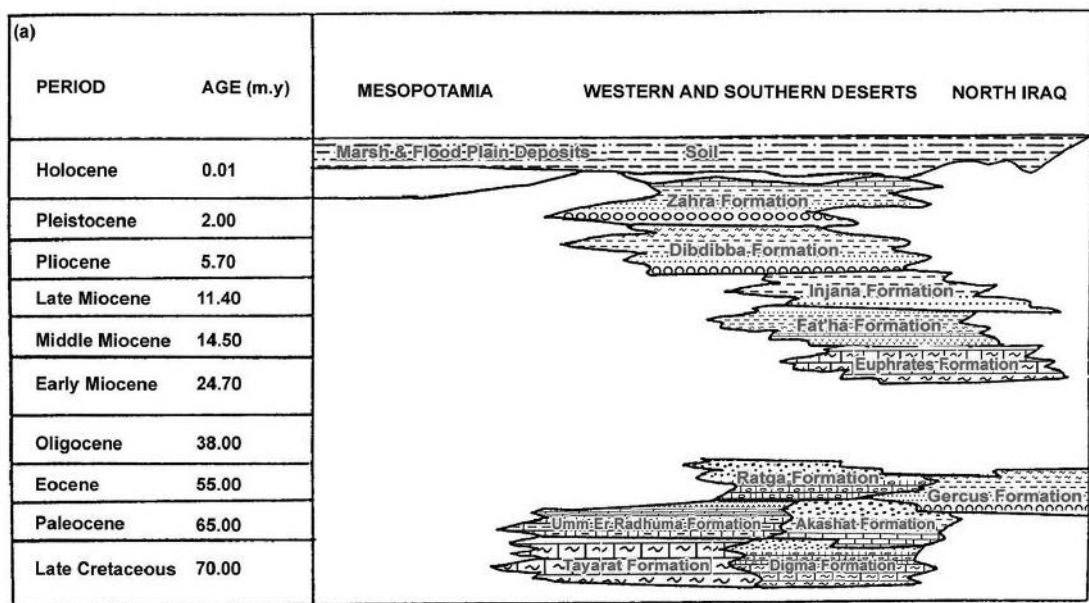 (a)
PERIOD AGE (m.y) MESOPOTAMIA WESTERN AND SOUTHERN DESERTS NORTH IRAQ
Holocene 0.01 Marsh & Flood Plain Deposits Soil
Zahra Formation
Pleistocene 2.00
Dibdibba Formation
Pliocene 5.70
Late Miocene 11.40 Injana Formation
Middle Miocene 14.50 Fat'ha Formation
Early Miocene 24.70 Euphrates Formation
Oligocene 38.00
Eocene 55.00 Ratga Formation Gercus Formation
Paleocene 65.00 Umm Er Radhuma Formation Akashat Formation
Late Cretaceous 70.00 Tayarat Formation Digma Formation